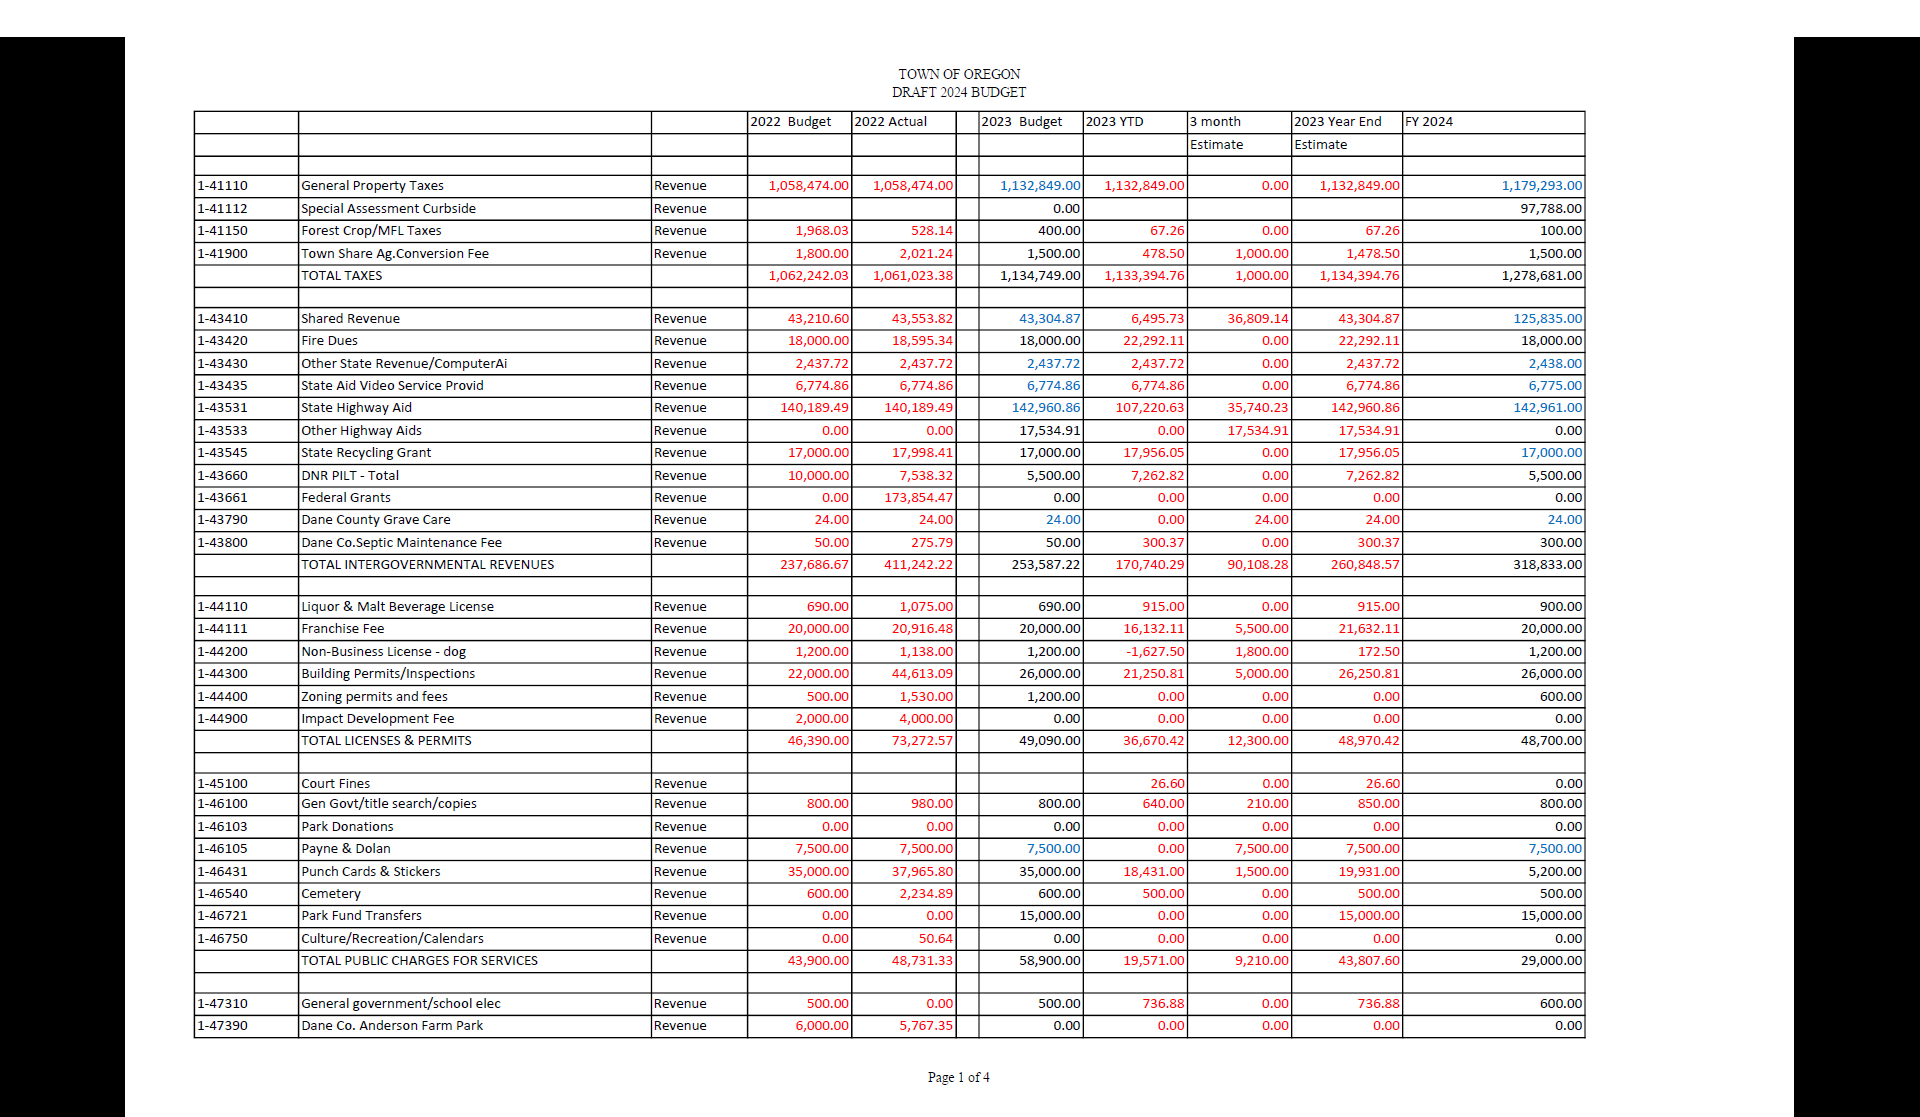 TOWN OF OREGON
DRAFT 2024 BUDGET
2022 Budget 2022 Actual 2023 Budget 2023 YTD 3 month 2023 Year End FY 2024
Estimate Estimate
1-41110 General Property Taxes Revenue 1,058,474.00 1,058,474.00 1,132,849.00 1,132,849.00 0.00 1,132,849.00 1,179,293.00
1-41112 Special Assessment Curbside Revenue 0.00 97,788.00
1-41150 Forest Crop/MFL Taxes Revenue 1,968.03 528.14 400.00 67.26 0.00 67.26 100.00
1-41900 Town Share Ag.Conversion Fee Revenue 1,800.00 2,021.24 1,500.00 478.50 1,000.00 1,478.50 1,500.00
TOTAL TAXES 1,062,242.03 1,061,023.38 1,134,749.00 1,133,394.76 1,000.00 1,134,394.76 1,278,681.00
1-43410 Shared Revenue Revenue 43,210.60 43,553.82 43,304.87 6,495.73 36,809.14 43,304.87 125,835.00
1-43420 Fire Dues Revenue 18,000.00 18,595.34 18,000.00 22,292.11 0.00 22,292.11 18,000.00
1-43430 Other State Revenue/ComputerAi Revenue 2,437.72 2,437.72 2,437.72 2,437.72 0.00 2,437.72 2,438.00
1-43435 State Aid Video Service Provid Revenue 6,774.86 6,774.86 6,774.86 6,774.86 0.00 6,774.86 6,775.00
1-43531 State Highway Aid Revenue 140,189.49 140,189.49 142,960.86 107,220.63 35,740.23 142,960.86 142,961.00
1-43533 Other Highway Aids Revenue 0.00 0.00 17,534.91 0.00 17,534.91 17,534.91 0.00
1-43545 State Recycling Grant Revenue 17,000.00 17,998.41 17,000.00 17,956.05 0.00 17,956.05 17,000.00
1-43660 DNR PILT - Total Revenue 10,000.00 7,538.32 5,500.00 7,262.82 0.00 7,262.82 5,500.00
1-43661 Federal Grants Revenue 0.00 173,854.47 0.00 0.00 0.00 0.00 0.00
1-43790 Dane County Grave Care Revenue 24.00 24.00 24.00 0.00 24.00 24.00 24.00
1-43800 Dane Co.Septic Maintenance Fee Revenue 50.00 275.79 50.00 300.37 0.00 300.37 300.00
TOTAL INTERGOVERNMENTAL REVENUES 237,686.67 411,242.22 253,587.22 170,740.29 90,108.28 260,848.57 318,833.00
1-44110 Liquor & Malt Beverage License Revenue 690.00 1,075.00 690.00 915.00 0.00 915.00 900.00
1-44111 Franchise Fee Revenue 20,000.00 20,916.48 20,000.00 16,132.11 5,500.00 21,632.11 20,000.00
1-44200 Non-Business License - dog Revenue 1,200.00 1,138.00 1,200.00 -1,627.50 1,800.00 172.50 1,200.00
1-44300 Building Permits/Inspections Revenue 22,000.00 44,613.09 26,000.00 21,250.81 5,000.00 26,250.81 26,000.00
1-44400 Zoning permits and fees Revenue 500.00 1,530.00 1,200.00 0.00 0.00 0.00 600.00
1-44900 Impact Development Fee Revenue 2,000.00 4,000.00 0.00 0.00 0.00 0.00 0.00
TOTAL LICENSES & PERMITS 46,390.00 73,272.57 49,090.00 36,670.42 12,300.00 48,970.42 48,700.00
1-45100 Court Fines Revenue 26.60 0.00 26.60 0.00
1-46100 Gen Govt/title search/copies Revenue 800.00 980.00 800.00 640.00 210.00 850.00 800.00
1-46103 Park Donations Revenue 0.00 0.00 0.00 0.00 0.00 0.00 0.00
1-46105 Payne & Dolan Revenue 7,500.00 7,500.00 7,500.00 0.00 7,500.00 7,500.00 7,500.00
1-46431 Punch Cards & Stickers Revenue 35,000.00 37,965.80 35,000.00 18,431.00 1,500.00 19,931.00 5,200.00
1-46540 Cemetery Revenue 600.00 2,234.89 600.00 500.00 0.00 500.00 500.00
1-46721 Park Fund Transfers Revenue 0.00 0.00 15,000.00 0.00 0.00 15,000.00 15,000.00
1-46750 Culture/Recreation/Calendars Revenue 0.00 50.64 0.00 0.00 0.00 0.00 0.00
TOTAL PUBLIC CHARGES FOR SERVICES 43,900.00 48,731.33 58,900.00 19,571.00 9,210.00 43,807.60 29,000.00
1-47310 General government/school elec Revenue 500.00 0.00 500.00 736.88 0.00 736.88 600.00
1-47390 Dane Co. Anderson Farm Park Revenue 6,000.00 5,767.35 0.00 0.00 0.00 0.00 0.00
Page 1 of 4